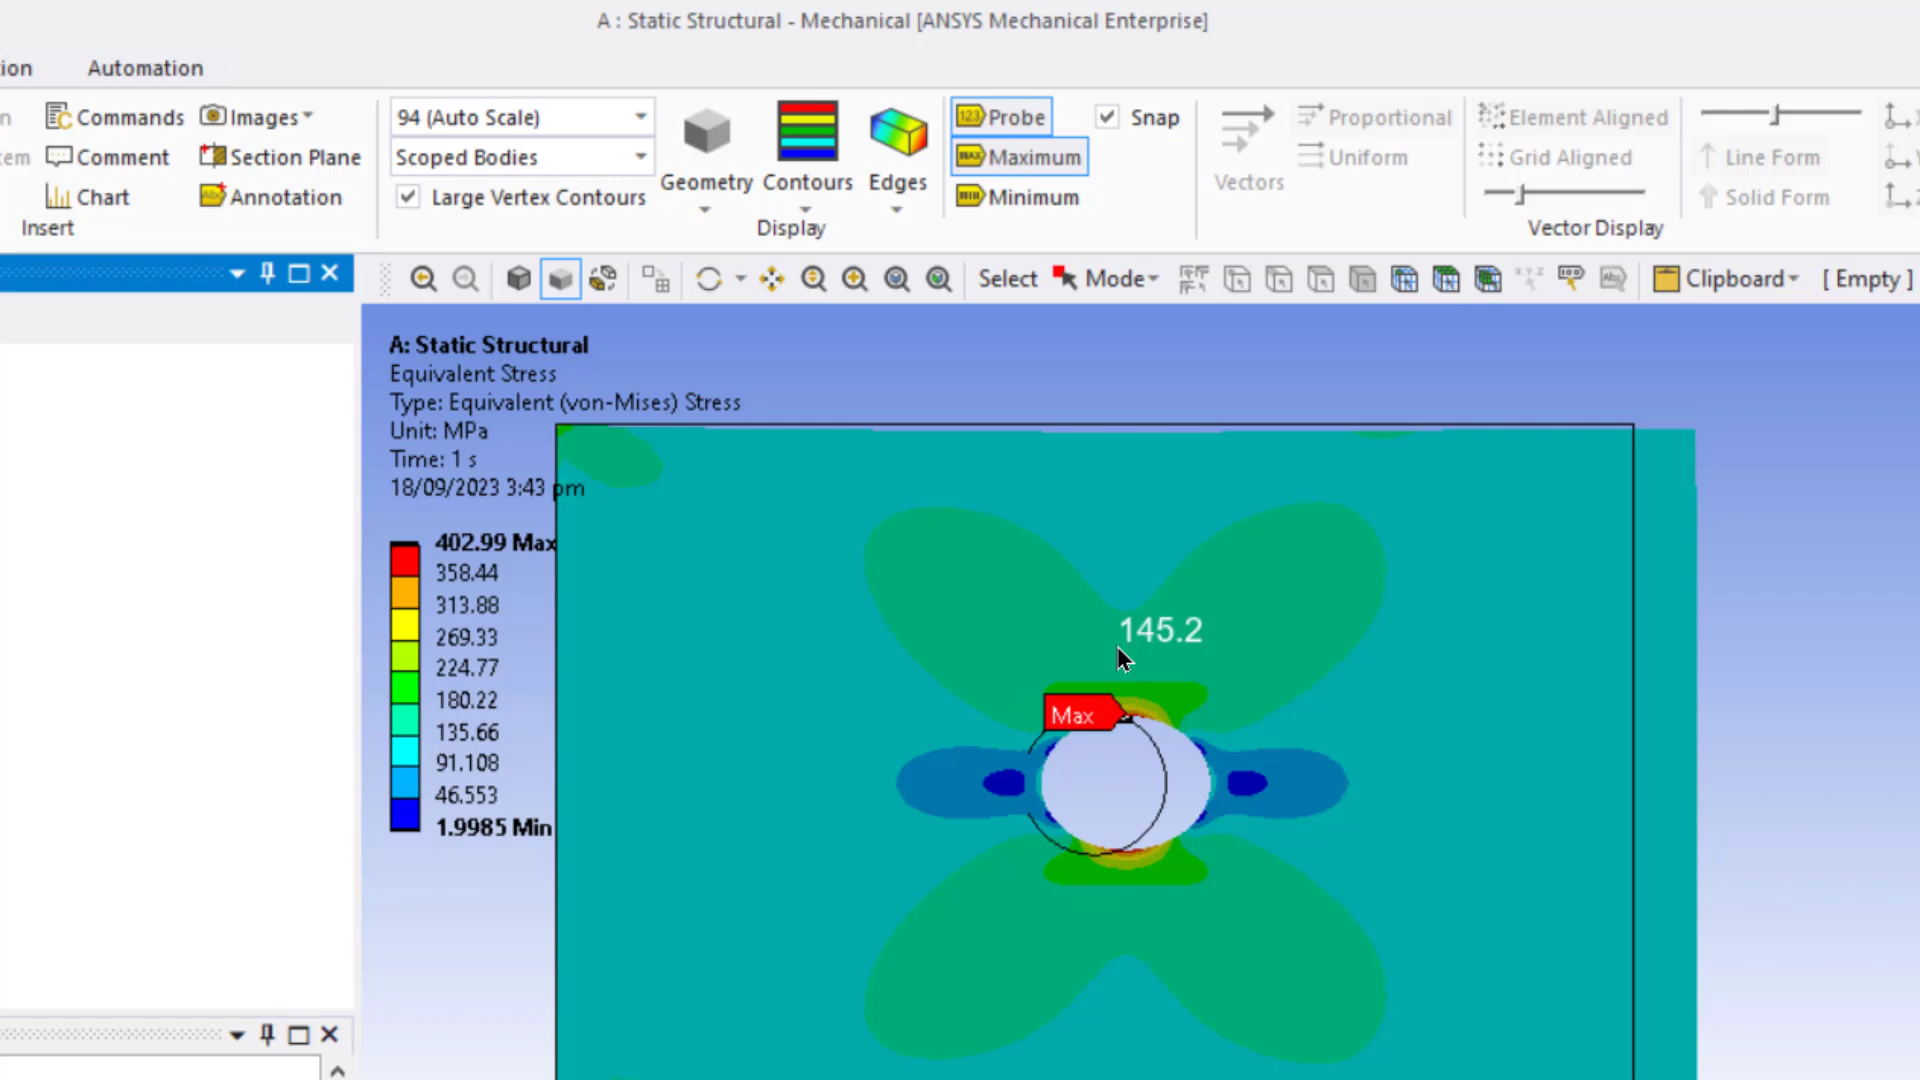 A : Static Structural - Mechanical [ANSYS Mechanical Enterprise]
ion Automation
n Commands Images 94 (Auto Scale) Probe Snap Proportional Element Aligned
em Comment Section Plane Scoped Bodies Maximum Uniform Grid Aligned Line Form
Geometry Contours Edges Vectors
Chart Annotation Large Vertex Contours Minimum Solid Form
Insert Display Vector Display
Select Mode Clipboard [ Empty ]
A: Static Structural
Equivalent Stress
Type: Equivalent (von-Mises) Stress
Unit: MPa
Time: 1 s
18/09/2023 3:43 pm
402.99 Max
358.44
313.88
269.33
224.77
180.22
135.66
91.108
46.553
1.9985 Min
145.2
Max